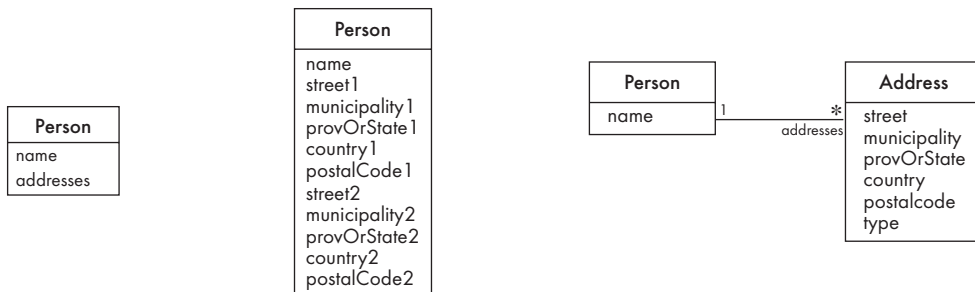 Person
name
addresses
Person
name
street1
municipality1
provOrState1
country1
postalCode1
street2
municipality2
provOrState2
country2
postalCode2
Person
name
1
*
addresses
Address
street
municipality
provOrState
country
postalcode
type